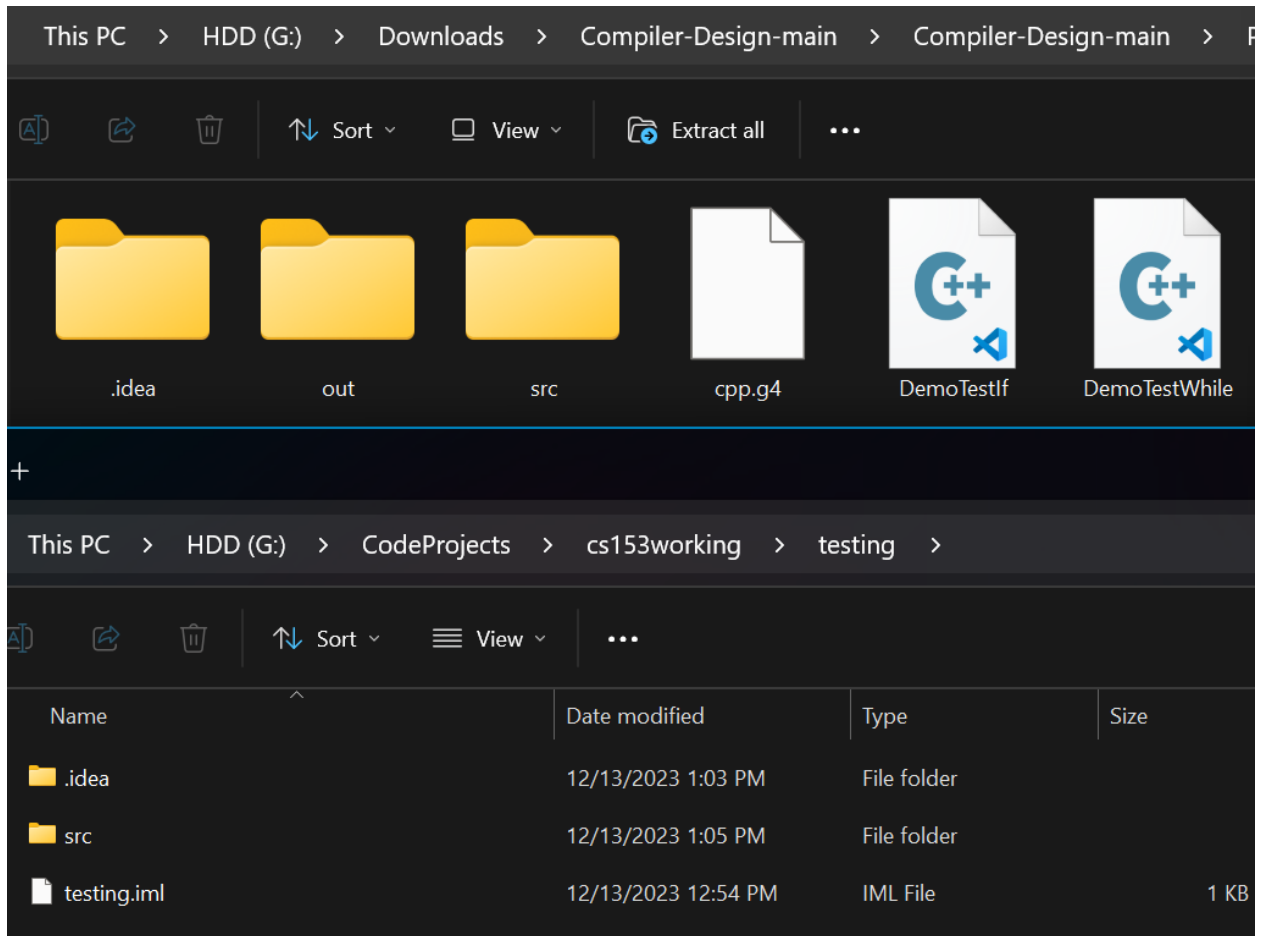 This PC > HDD (G:) > Downloads > Compiler-Design-main > Compiler-Design-main >
Sort View Extract all
C++ C++
.idea out src cpp.g4 DemoTestIf DemoTestWhile
This PC > HDD (G:) > CodeProjects > cs153working > testing >
Sort View
Name Date modified Type Size
.idea 12/13/2023 1:03 PM File folder
src 12/13/2023 1:05 PM File folder
testing.iml 12/13/2023 12:54 PM IML File 1 KB